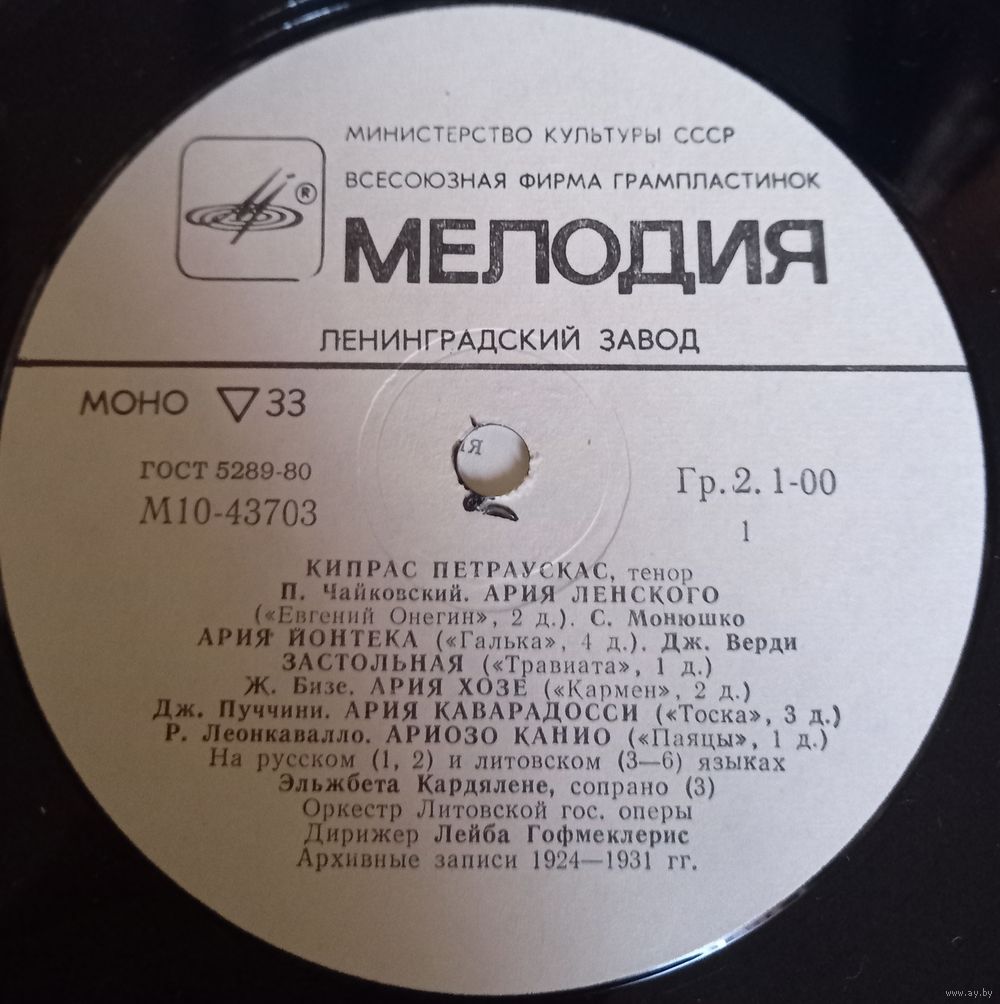 МИНИСТЕРСТВО КУЛЬТУРЫ СССР
ВСЕСОЮЗНАЯ ФИРМА ГРАМПЛАСТИНОК
®
МЕЛОДИЯ
ЛЕНИНГРАДСКИЙ ЗАВОД
МОНО ▽ 33
ГОСТ 5289-80
М10-43703
Гр. 2. 1-00
1
КИПРАС ПЕТРАУСКАС, тенор
П. Чайковский. АРИЯ ЛЕНСКОГО
(«Евгений Онегин», 2 д.). С. Монюшко
АРИЯ ЙОНТЕКА («Галька», 4 д.). Дж. Верди
ЗАСТОЛЬНАЯ («Травиата», 1 д.)
Ж. Бизе. АРИЯ ХОЗЕ («Кармен», 2 д.)
Дж. Пуччини. АРИЯ КАВАРАДОССИ («Тоска», 3 д.)
Р. Леонкавалло. АРИОЗО КАНИО («Паяцы», 1 д.)
На русском (1, 2) и литовском (3—6) языках
Эльжбета Кардялене, сопрано (3)
Оркестр Литовской гос. оперы
Дирижер Лейба Гофмеклерис
Архивные записи 1924—1931 гг.
www.ay.by